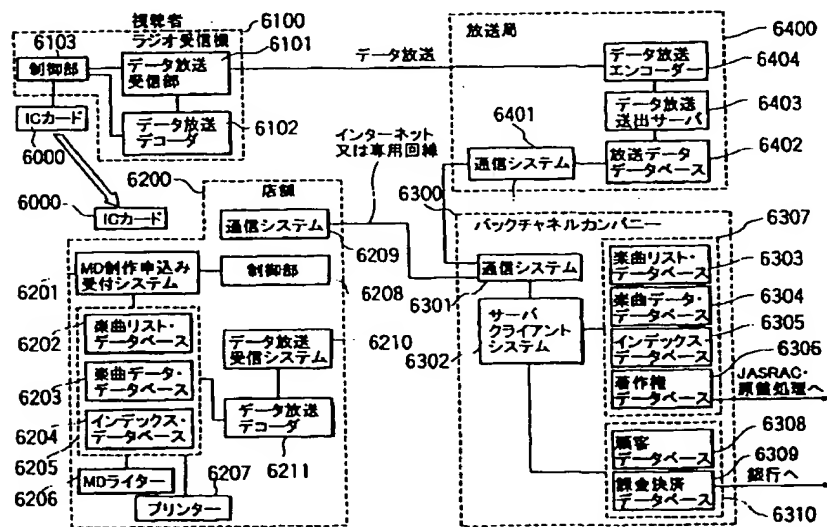 視聴者
6100
ラジオ受信機
6101
6103
制御部
データ放送
受信部
ICカード
6000
データ放送
デコーダ
6102
データ放送
放送局
6400
データ放送
エンコーダー
6404
データ放送
送出サーバ
6403
放送データ
データベース
6402
6401
通信システム
インターネット
又は専用回線
6000
ICカード
6200
店舗
通信システム
6209
MD制作申込み
受付システム
6201
制御部
6208
楽曲リスト・
データベース
6202
楽曲データ・
データベース
6203
インデックス・
データベース
6204
6205
MDライター
6206
プリンター
6207
データ放送
受信システム
6210
データ放送
デコーダ
6211
6300
バックチャネルカンパニー
6307
通信システム
6301
サーバ
クライアント
システム
6302
楽曲リスト・
データベース
6303
楽曲データ・
データベース
6304
インデックス・
データベース
6305
著作権
データベース
6306
JASRAC・
原盤処理へ
顧客
データベース
6308
課金決済
データベース
6309
銀行へ
6310